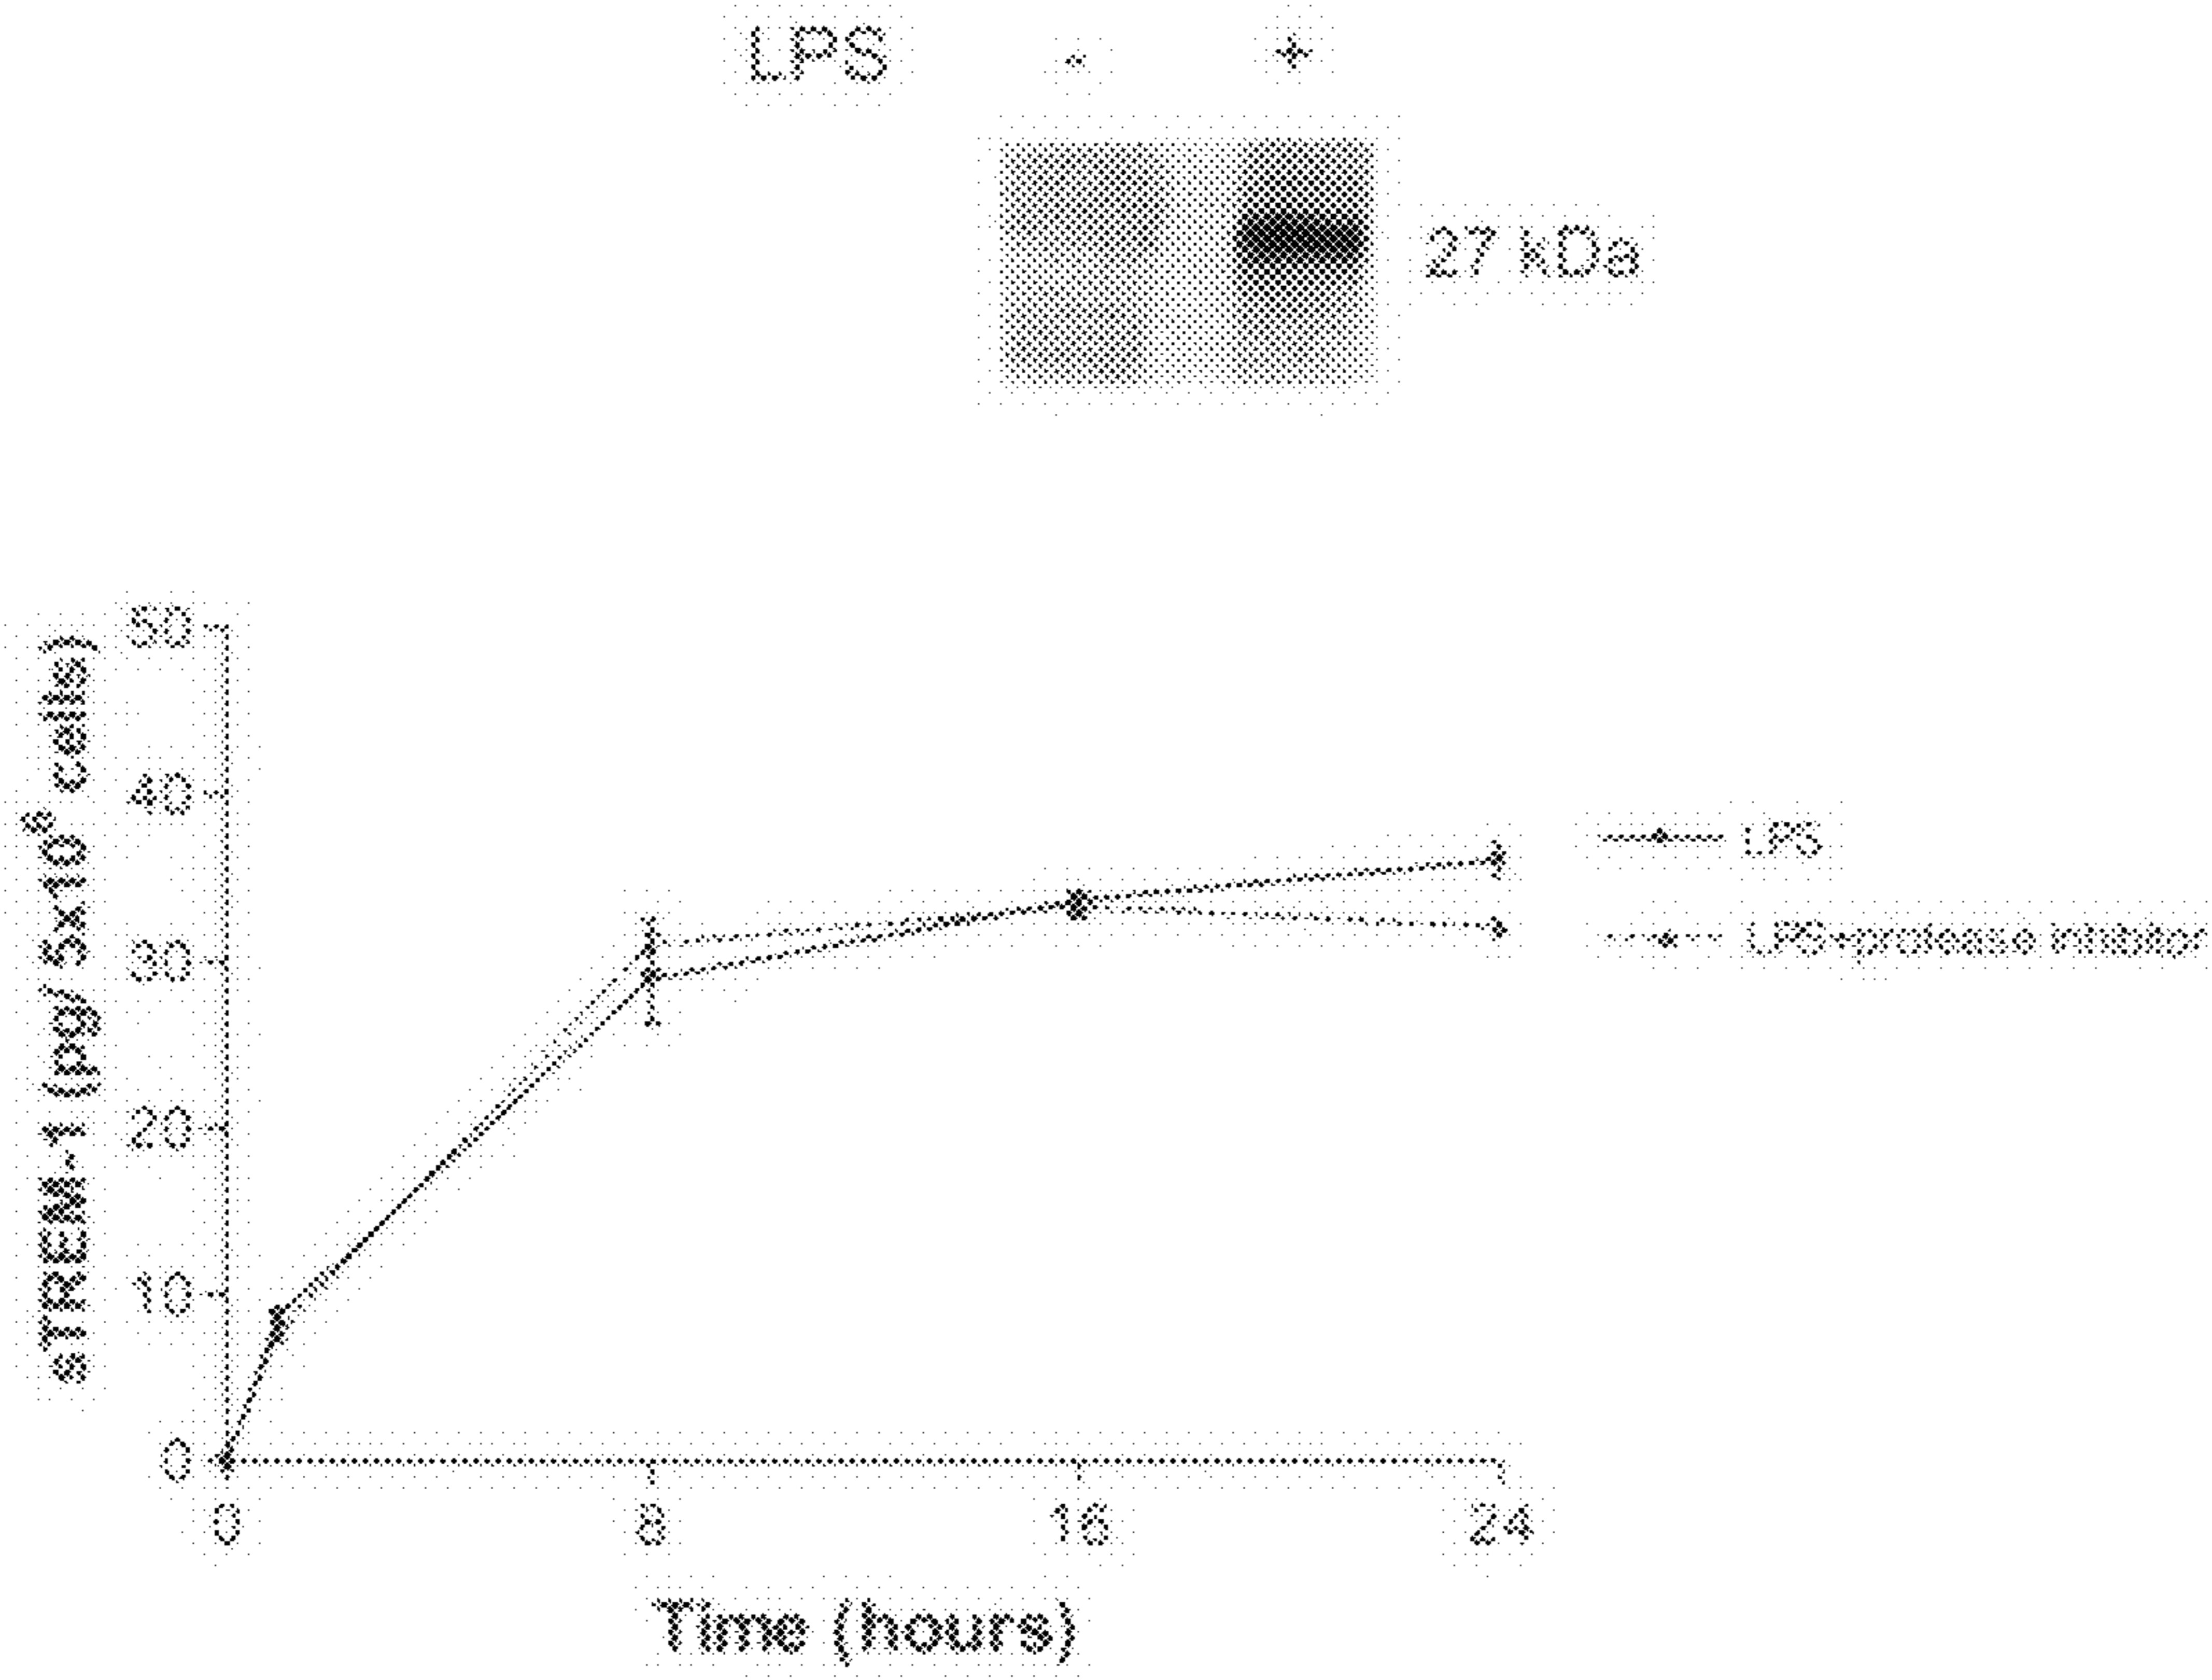 LPS - +
27 kDa
sTREM-1 (pg/ 5x10⁶ cells)
50
40
30
20
10
0
0 8 16 24
Time (hours)
LPS
LPS+protease inhibitor